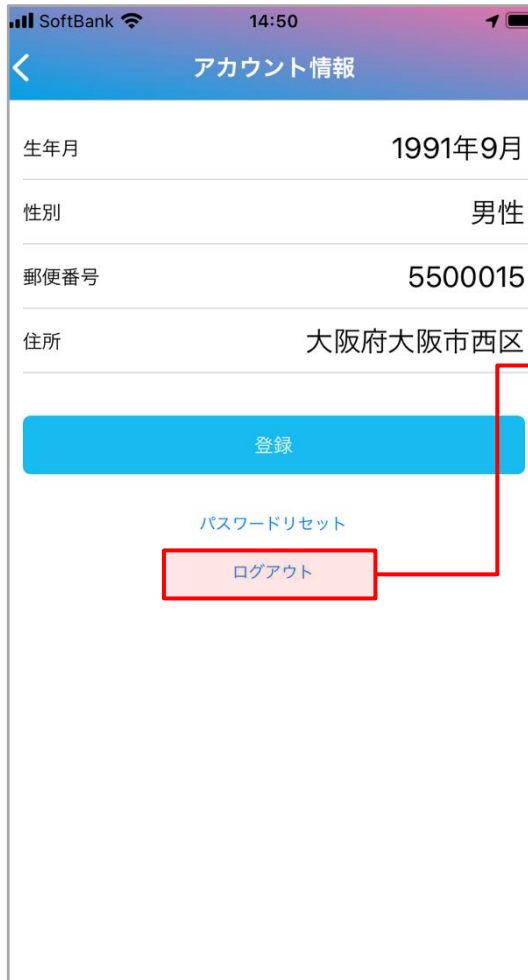 SoftBank 14:50
アカウント情報
生年月 1991年9月
性別 男性
郵便番号 5500015
住所 大阪府大阪市西区
登録
パスワードリセット
ログアウト